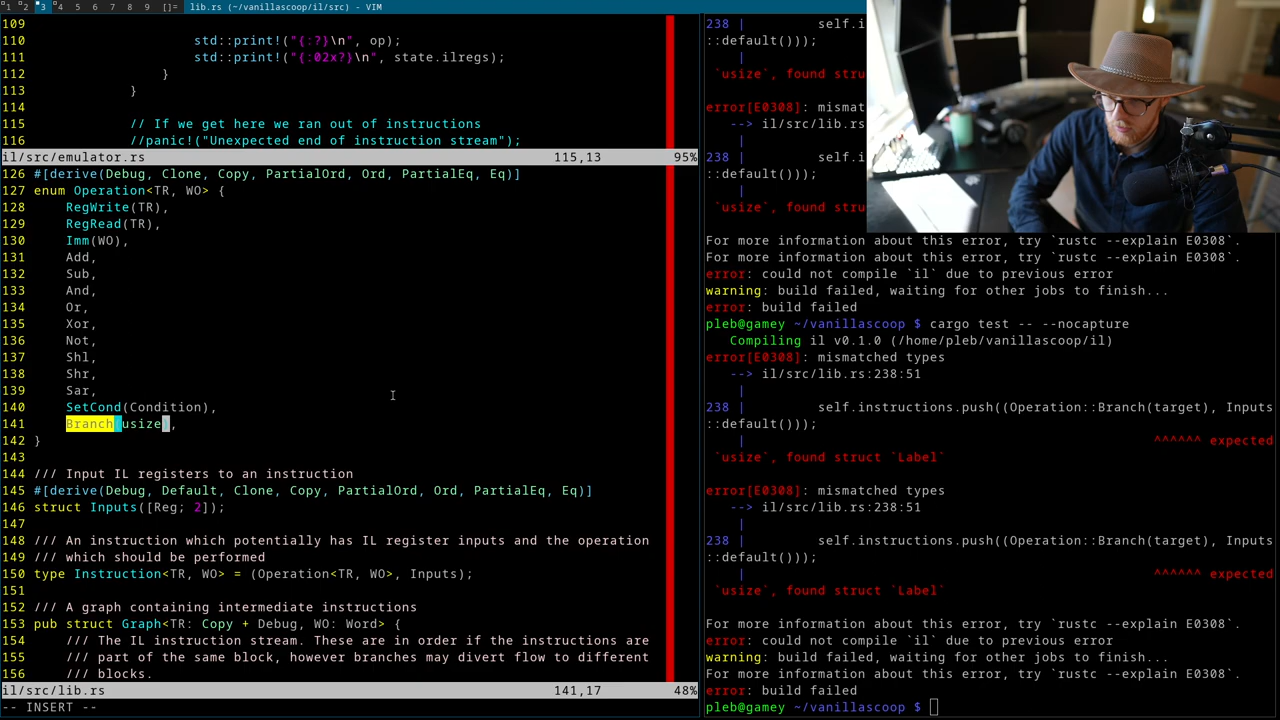 1 2 3 4 5 6 7 8 9 []= lib.rs (~/vanillascoop/il/src) - VIM
109
110                     std::print!("{:?}\n", op);
111                     std::print!("{:02x?}\n", state.ilregs);
112                 }
113             }
114
115             // If we get here we ran out of instructions
116             //panic!("Unexpected end of instruction stream");
il/src/emulator.rs 115,13 95%
126 #[derive(Debug, Clone, Copy, PartialOrd, Ord, PartialEq, Eq)]
127 enum Operation<TR, WO> {
128     RegWrite(TR),
129     RegRead(TR),
130     Imm(WO),
131     Add,
132     Sub,
133     And,
134     Or,
135     Xor,
136     Not,
137     Shl,
138     Shr,
139     Sar,
140     SetCond(Condition),
141     Branch(usize),
142 }
143
144 /// Input IL registers to an instruction
145 #[derive(Debug, Default, Clone, Copy, PartialOrd, Ord, PartialEq, Eq)]
146 struct Inputs([Reg; 2]);
147
148 /// An instruction which potentially has IL register inputs and the operation
149 /// which should be performed
150 type Instruction<TR, WO> = (Operation<TR, WO>, Inputs);
151
152 /// A graph containing intermediate instructions
153 pub struct Graph<TR: Copy + Debug, WO: Word> {
154     /// The IL instruction stream. These are in order if the instructions are
155     /// part of the same block, however branches may divert flow to different
156     /// blocks.
il/src/lib.rs 141,17 48%
-- INSERT --
238 |         self.i
::default()));
    |
 `usize`, found stru
error[E0308]: mismat
   --> il/src/lib.rs
    |
238 |         self.i
::default()));
    |
 `usize`, found stru
For more information about this error, try `rustc --explain E0308`.
For more information about this error, try `rustc --explain E0308`.
error: could not compile `il` due to previous error
warning: build failed, waiting for other jobs to finish...
error: build failed
pleb@gamey ~/vanillascoop $ cargo test -- --nocapture
   Compiling il v0.1.0 (/home/pleb/vanillascoop/il)
error[E0308]: mismatched types
   --> il/src/lib.rs:238:51
    |
238 |         self.instructions.push((Operation::Branch(target), Inputs
::default()));
    |                                                   ^^^^^^ expected
 `usize`, found struct `Label`
error[E0308]: mismatched types
   --> il/src/lib.rs:238:51
    |
238 |         self.instructions.push((Operation::Branch(target), Inputs
::default()));
    |                                                   ^^^^^^ expected
 `usize`, found struct `Label`
For more information about this error, try `rustc --explain E0308`.
error: could not compile `il` due to previous error
warning: build failed, waiting for other jobs to finish...
For more information about this error, try `rustc --explain E0308`.
error: build failed
pleb@gamey ~/vanillascoop $